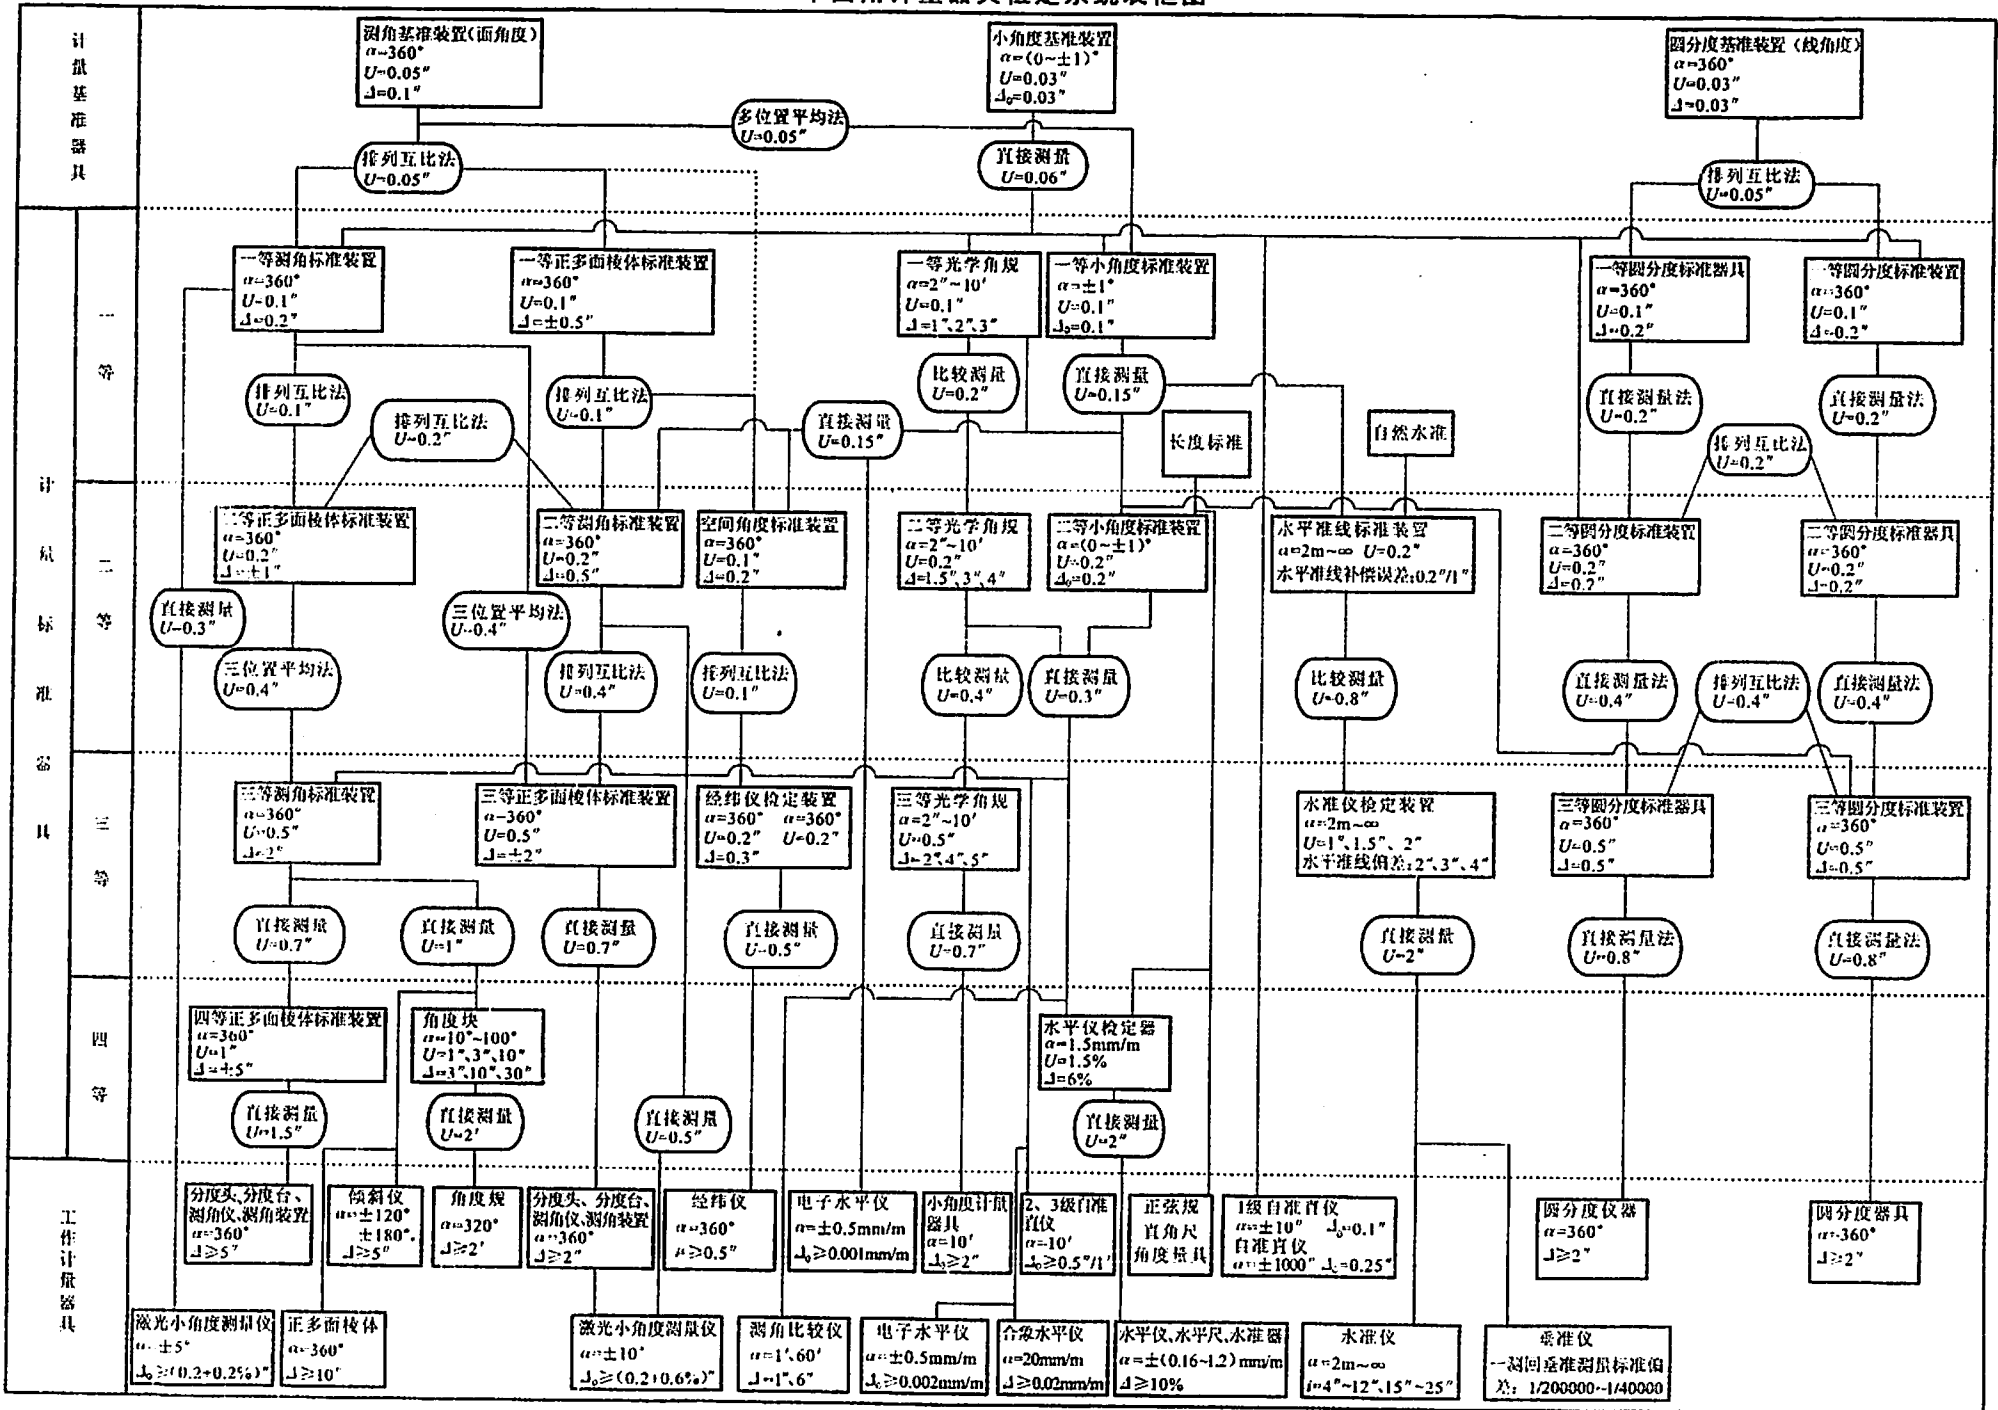 计量基准器具
测角基准装置(面角度)
α=360°
U=0.05″
Δ=0.1″
小角度基准装置
α=(0~±1)°
U=0.03″
Δ₀=0.03″
圆分度基准装置(线角度)
α=360°
U=0.03″
Δ=0.03″
多位置平均法
U=0.05″
排列互比法
U=0.05″
直接测量
U=0.06″
排列互比法
U=0.05″
计量标准器具
一等
一等测角标准装置
α=360°
U=0.1″
Δ=0.2″
一等正多面棱体标准装置
α=360°
U=0.1″
Δ=±0.5″
一等光学角规
α=2″~10′
U=0.1″
Δ=1″、2″、3″
一等小角度标准装置
α=±1°
U=0.1″
Δ₀=0.1″
一等圆分度标准器具
α=360°
U=0.1″
Δ=0.2″
一等圆分度标准装置
α=360°
U=0.1″
Δ=0.2″
排列互比法
U=0.1″
排列互比法
U=0.2″
排列互比法
U=0.1″
直接测量
U=0.15″
比较测量
U=0.2″
直接测量
U=0.15″
长度标准
自然水准
直接测量法
U=0.2″
排列互比法
U=0.2″
直接测量法
U=0.2″
二等
二等正多面棱体标准装置
α=360°
U=0.2″
Δ=±1″
二等测角标准装置
α=360°
U=0.2″
Δ=0.5″
空间角度标准装置
α=360°
U=0.1″
Δ=0.2″
二等光学角规
α=2″~10′
U=0.2″
Δ=1.5″、3″、4″
二等小角度标准装置
α=(0~±1)°
U=0.2″
Δ₀=0.2″
水平准线标准装置
α=2m~∞ U=0.2″
水平准线补偿误差:0.2″/1″
二等圆分度标准装置
α=360°
U=0.2″
Δ=0.2″
二等圆分度标准器具
α=360°
U=0.2″
Δ=0.2″
直接测量
U=0.3″
三位置平均法
U=0.4″
三位置平均法
U=0.4″
排列互比法
U=0.4″
排列互比法
U=0.1″
比较测量
U=0.4″
直接测量
U=0.3″
比较测量
U=0.8″
直接测量法
U=0.4″
排列互比法
U=0.4″
直接测量法
U=0.4″
三等
三等测角标准装置
α=360°
U=0.5″
Δ=2″
三等正多面棱体标准装置
α=360°
U=0.5″
Δ=±2″
经纬仪检定装置
α=360° α=360°
U=0.2″ U=0.2″
Δ=0.3″
三等光学角规
α=2″~10′
U=0.5″
Δ=2″、4″、5″
水准仪检定装置
α=2m~∞
U=1″、1.5″、2″
水平准线偏差:2″、3″、4″
三等圆分度标准器具
α=360°
U=0.5″
Δ=0.5″
三等圆分度标准装置
α=360°
U=0.5″
Δ=0.5″
直接测量
U=0.7″
直接测量
U=1″
直接测量
U=0.7″
直接测量
U=0.5″
直接测量
U=0.7″
直接测量
U=2″
直接测量法
U=0.8″
直接测量法
U=0.8″
四等
四等正多面棱体标准装置
α=360°
U=1″
Δ=±5″
角度块
α=10°~100°
U=1″、3″、10″
Δ=3″、10″、30″
水平仪检定器
α=1.5mm/m
U=1.5%
Δ=6%
直接测量
U=1.5″
直接测量
U=2′
直接测量
U=0.5″
直接测量
U=2″
工作计量器具
分度头、分度台、
测角仪、测角装置
α=360°
Δ≥5″
倾斜仪
α=±120°
±180°.
Δ≥5″
角度规
α=320°
Δ≥2′
分度头、分度台、
测角仪、测角装置
α=360°
Δ≥2″
经纬仪
α=360°
μ≥0.5″
电子水平仪
α=±0.5mm/m
Δ₀≥0.001mm/m
小角度计量
器具
α=10′
Δ₀≥2″
2、3级自准
直仪
α=10′
Δ₀≥0.5″/1′
正弦规
直角尺
角度量具
1级自准直仪
α=±10″ Δ₀=0.1″
自准直仪
α=±1000″ Δ₀=0.25″
圆分度仪器
α=360°
Δ≥2″
圆分度器具
α=360°
Δ≥2″
激光小角度测量仪
α=±5°
Δ₀≥(0.2+0.2%)″
正多面棱体
α=360°
Δ≥10″
激光小角度测量仪
α=±10°
Δ₀≥(0.2+0.6%)″
测角比较仪
α=1′、60′
Δ=1″、6″
电子水平仪
α=±0.5mm/m
Δ₀≥0.002mm/m
合象水平仪
α=20mm/m
Δ≥0.02mm/m
水平仪、水平尺、水准器
α=±(0.16~1.2)mm/m
Δ≥10%
水准仪
α=2m~∞
i=4″~12″、15″~25″
垂准仪
一测回垂准测量标准偏
差:1/200000~1/40000